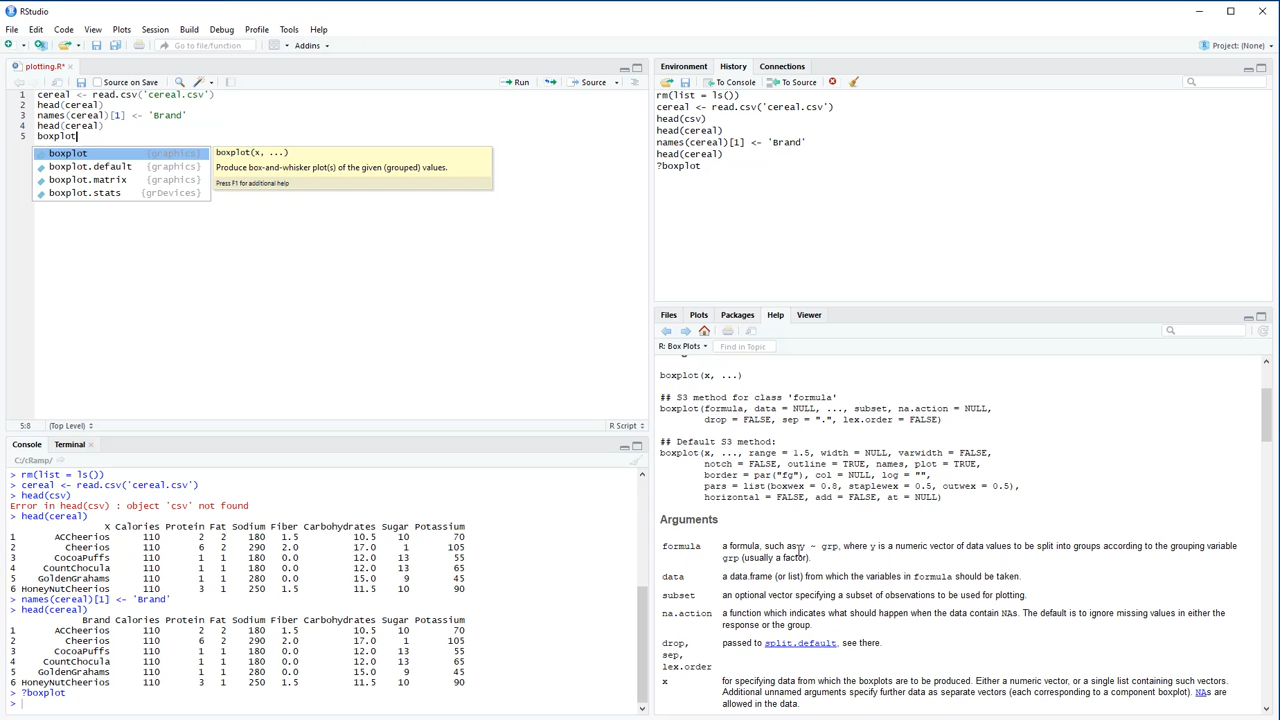 RStudio
File Edit Code View Plots Session Build Debug Profile Tools Help
Go to file/function Addins Project: (None)
plotting.R*
Source on Save Run Source
1 cereal <- read.csv('cereal.csv')
2 head(cereal)
3 names(cereal)[1] <- 'Brand'
4 head(cereal)
5 boxplot
boxplot {graphics}
boxplot.default {graphics}
boxplot.matrix {graphics}
boxplot.stats {grDevices}
boxplot(x, ...)
Produce box-and-whisker plot(s) of the given (grouped) values.
Press F1 for additional help
5:8 (Top Level) R Script
Console Terminal
C:/cRamp/
> rm(list = ls())
> cereal <- read.csv('cereal.csv')
> head(csv)
Error in head(csv) : object 'csv' not found
> head(cereal)
X Calories Protein Fat Sodium Fiber Carbohydrates Sugar Potassium
1 ACCheerios 110 2 2 180 1.5 10.5 10 70
2 Cheerios 110 6 2 290 2.0 17.0 1 105
3 CocoaPuffs 110 1 1 180 0.0 12.0 13 55
4 CountChocula 110 1 1 180 0.0 12.0 13 65
5 GoldenGrahams 110 1 1 280 0.0 15.0 9 45
6 HoneyNutCheerios 110 3 1 250 1.5 11.5 10 90
> names(cereal)[1] <- 'Brand'
> head(cereal)
Brand Calories Protein Fat Sodium Fiber Carbohydrates Sugar Potassium
1 ACCheerios 110 2 2 180 1.5 10.5 10 70
2 Cheerios 110 6 2 290 2.0 17.0 1 105
3 CocoaPuffs 110 1 1 180 0.0 12.0 13 55
4 CountChocula 110 1 1 180 0.0 12.0 13 65
5 GoldenGrahams 110 1 1 280 0.0 15.0 9 45
6 HoneyNutCheerios 110 3 1 250 1.5 11.5 10 90
> ?boxplot
>
Environment History Connections
To Console To Source
rm(list = ls())
cereal <- read.csv('cereal.csv')
head(csv)
head(cereal)
names(cereal)[1] <- 'Brand'
head(cereal)
?boxplot
Files Plots Packages Help Viewer
R: Box Plots Find in Topic
boxplot(x, ...)
## S3 method for class 'formula'
boxplot(formula, data = NULL, ..., subset, na.action = NULL,
drop = FALSE, sep = ".", lex.order = FALSE)
## Default S3 method:
boxplot(x, ..., range = 1.5, width = NULL, varwidth = FALSE,
notch = FALSE, outline = TRUE, names, plot = TRUE,
border = par("fg"), col = NULL, log = "",
pars = list(boxwex = 0.8, staplewex = 0.5, outwex = 0.5),
horizontal = FALSE, add = FALSE, at = NULL)
Arguments
formula a formula, such as y ~ grp, where y is a numeric vector of data values to be split into groups according to the grouping variable
grp (usually a factor).
data a data.frame (or list) from which the variables in formula should be taken.
subset an optional vector specifying a subset of observations to be used for plotting.
na.action a function which indicates what should happen when the data contain NAs. The default is to ignore missing values in either the
response or the group.
drop, passed to split.default, see there.
sep,
lex.order
x for specifying data from which the boxplots are to be produced. Either a numeric vector, or a single list containing such vectors.
Additional unnamed arguments specify further data as separate vectors (each corresponding to a component boxplot). NAs are
allowed in the data.